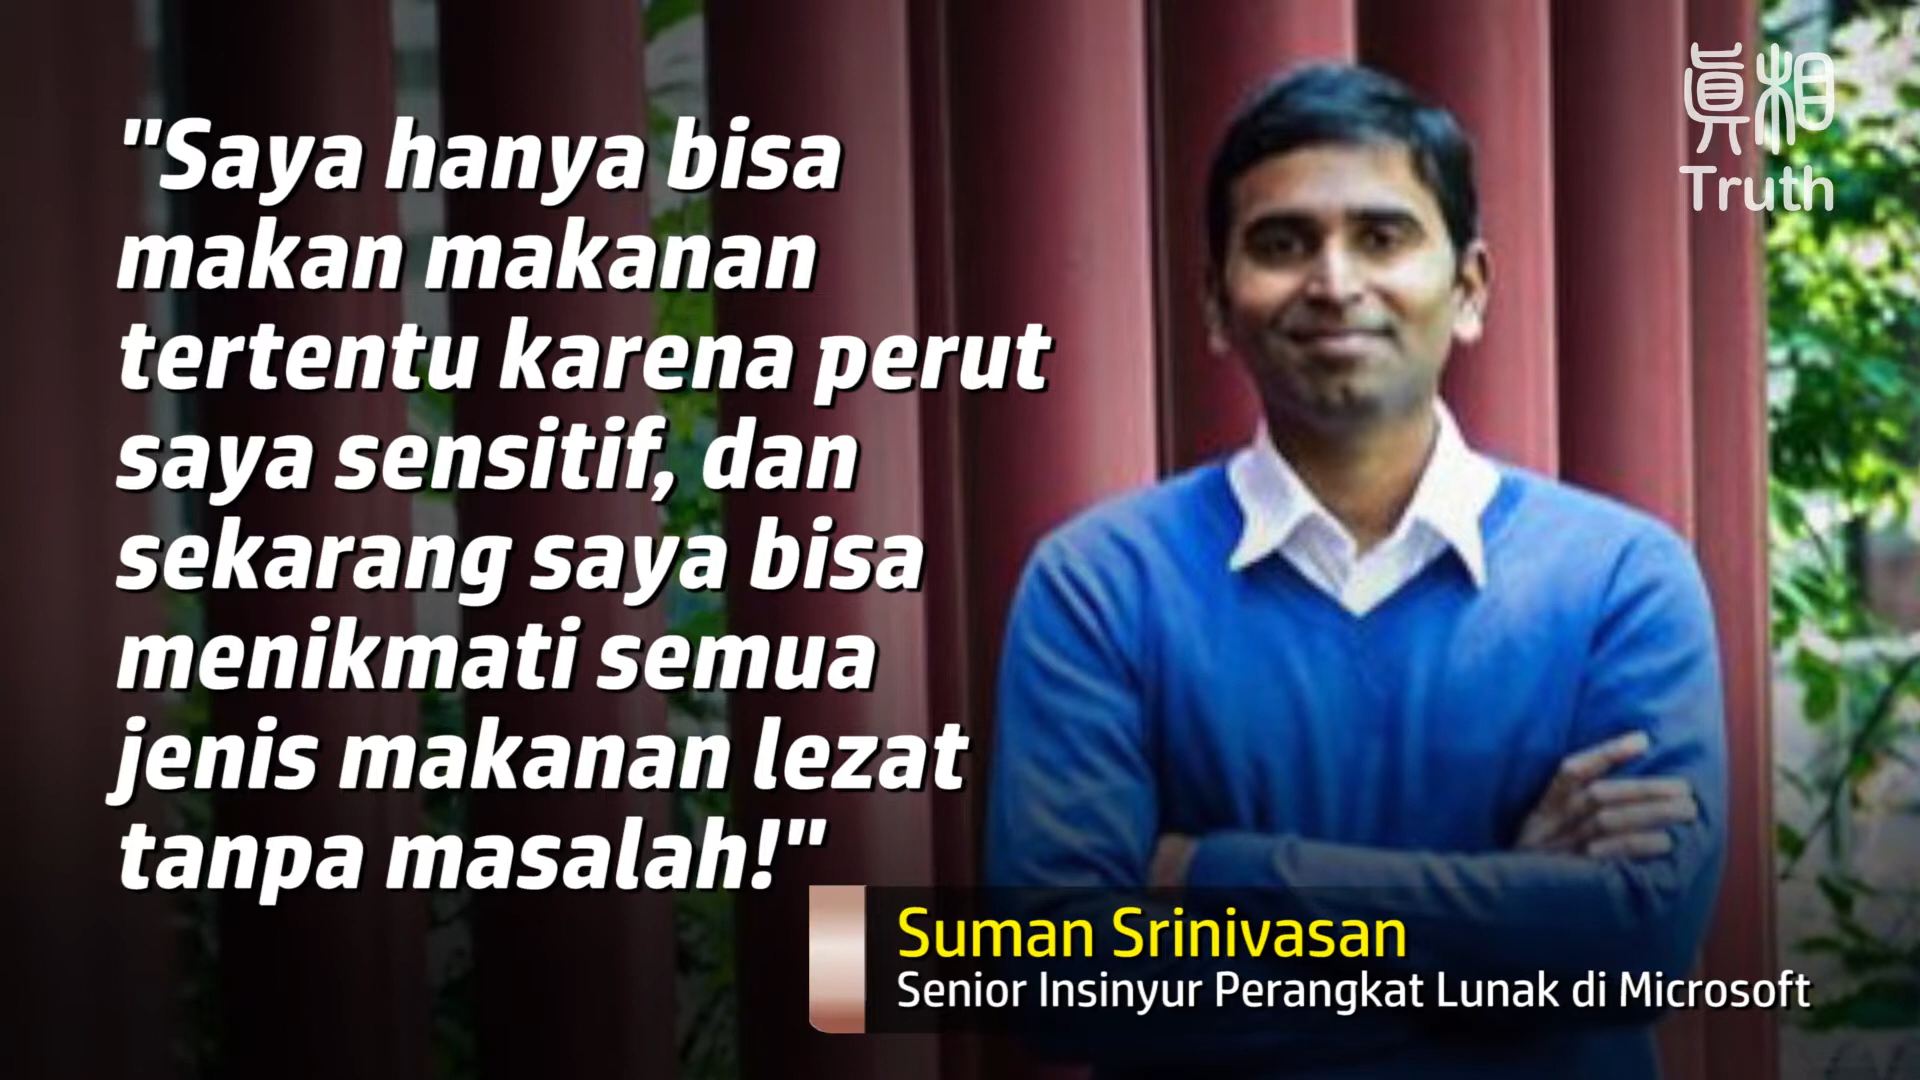 眞相
Truth
"Saya hanya bisa
makan makanan
tertentu karena perut
saya sensitif, dan
sekarang saya bisa
menikmati semua
jenis makanan lezat
tanpa masalah!"
Suman Srinivasan
Senior Insinyur Perangkat Lunak di Microsoft